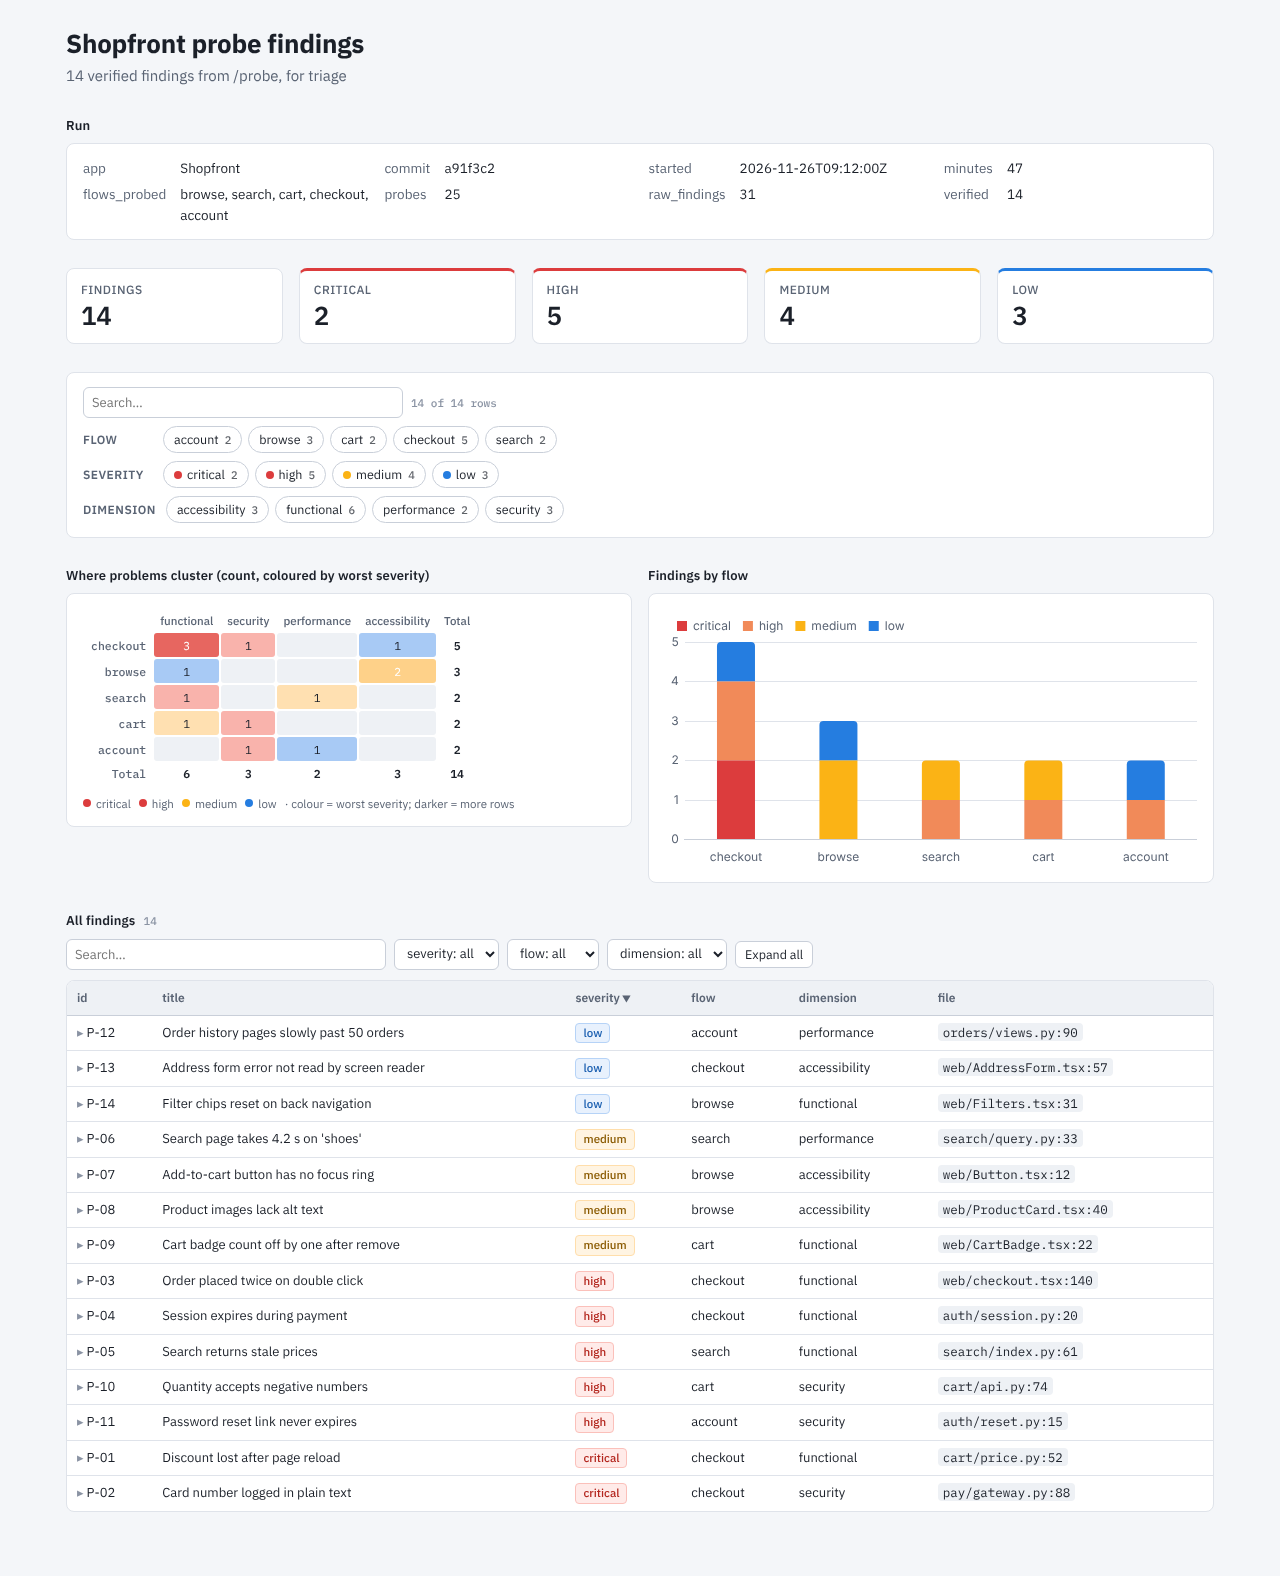 Shopfront probe findings
14 verified findings from /probe, for triage
Run
app Shopfront commit a91f3c2 started 2026-11-26T09:12:00Z minutes 47
flows_probed browse, search, cart, checkout, account probes 25 raw_findings 31 verified 14
FINDINGS 14
CRITICAL 2
HIGH 5
MEDIUM 4
LOW 3
Search... 14 of 14 rows
FLOW account 2 browse 3 cart 2 checkout 5 search 2
SEVERITY critical 2 high 5 medium 4 low 3
DIMENSION accessibility 3 functional 6 performance 2 security 3
Where problems cluster (count, coloured by worst severity)
functional security performance accessibility Total
checkout 3 1 1 5
browse 1 2 3
search 1 1 2
cart 1 1 2
account 1 1 2
Total 6 3 2 3 14
critical high medium low · colour = worst severity; darker = more rows
Findings by flow
critical high medium low
5
4
3
2
1
0
checkout browse search cart account
All findings 14
Search... severity: all flow: all dimension: all Expand all
id title severity ▼ flow dimension file
▸ P-12 Order history pages slowly past 50 orders low account performance orders/views.py:90
▸ P-13 Address form error not read by screen reader low checkout accessibility web/AddressForm.tsx:57
▸ P-14 Filter chips reset on back navigation low browse functional web/Filters.tsx:31
▸ P-06 Search page takes 4.2 s on 'shoes' medium search performance search/query.py:33
▸ P-07 Add-to-cart button has no focus ring medium browse accessibility web/Button.tsx:12
▸ P-08 Product images lack alt text medium browse accessibility web/ProductCard.tsx:40
▸ P-09 Cart badge count off by one after remove medium cart functional web/CartBadge.tsx:22
▸ P-03 Order placed twice on double click high checkout functional web/checkout.tsx:140
▸ P-04 Session expires during payment high checkout functional auth/session.py:20
▸ P-05 Search returns stale prices high search functional search/index.py:61
▸ P-10 Quantity accepts negative numbers high cart security cart/api.py:74
▸ P-11 Password reset link never expires high account security auth/reset.py:15
▸ P-01 Discount lost after page reload critical checkout functional cart/price.py:52
▸ P-02 Card number logged in plain text critical checkout security pay/gateway.py:88